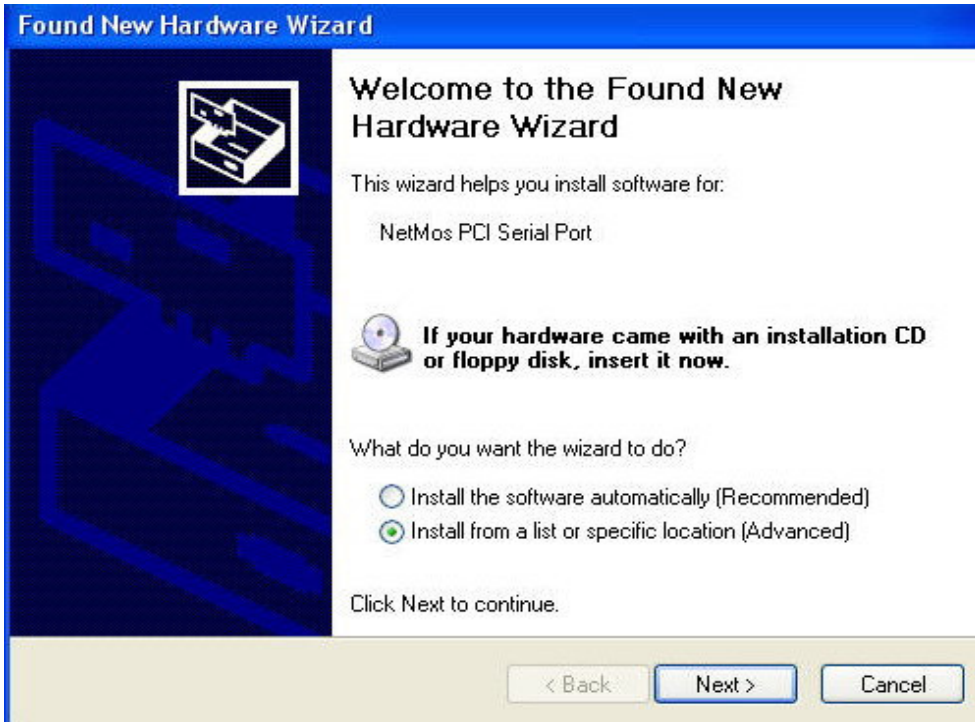 Found New Hardware Wizard
Welcome to the Found New
Hardware Wizard
This wizard helps you install software for:
NetMos PCI Serial Port
If your hardware came with an installation CD
or floppy disk, insert it now.
What do you want the wizard to do?
Install the software automatically (Recommended)
Install from a list or specific location (Advanced)
Click Next to continue.
< Back Next > Cancel